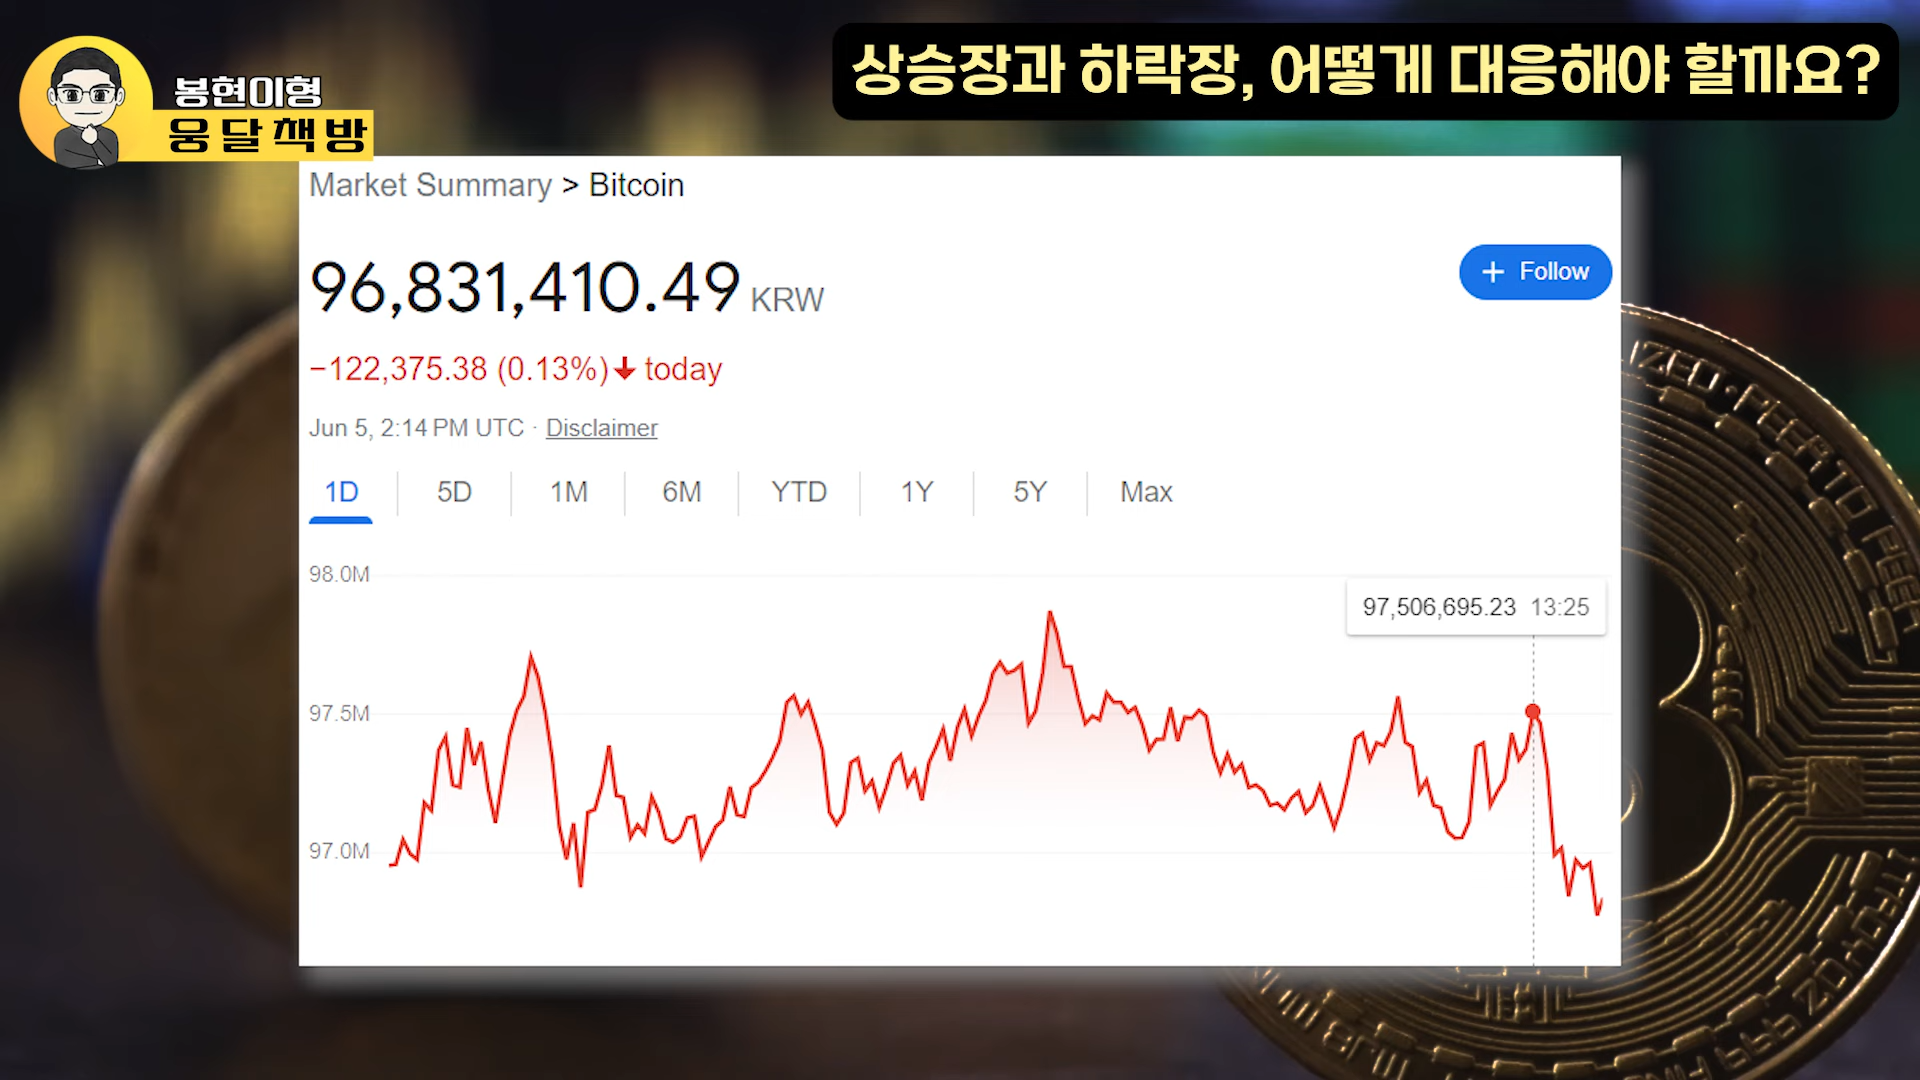 봉현이형
웅달책방
상승장과 하락장, 어떻게 대응해야 할까요?
Market Summary > Bitcoin
96,831,410.49 KRW
+ Follow
−122,375.38 (0.13%)↓ today
Jun 5, 2:14 PM UTC · Disclaimer
1D 5D 1M 6M YTD 1Y 5Y Max
98.0M
97,506,695.23 13:25
97.5M
97.0M